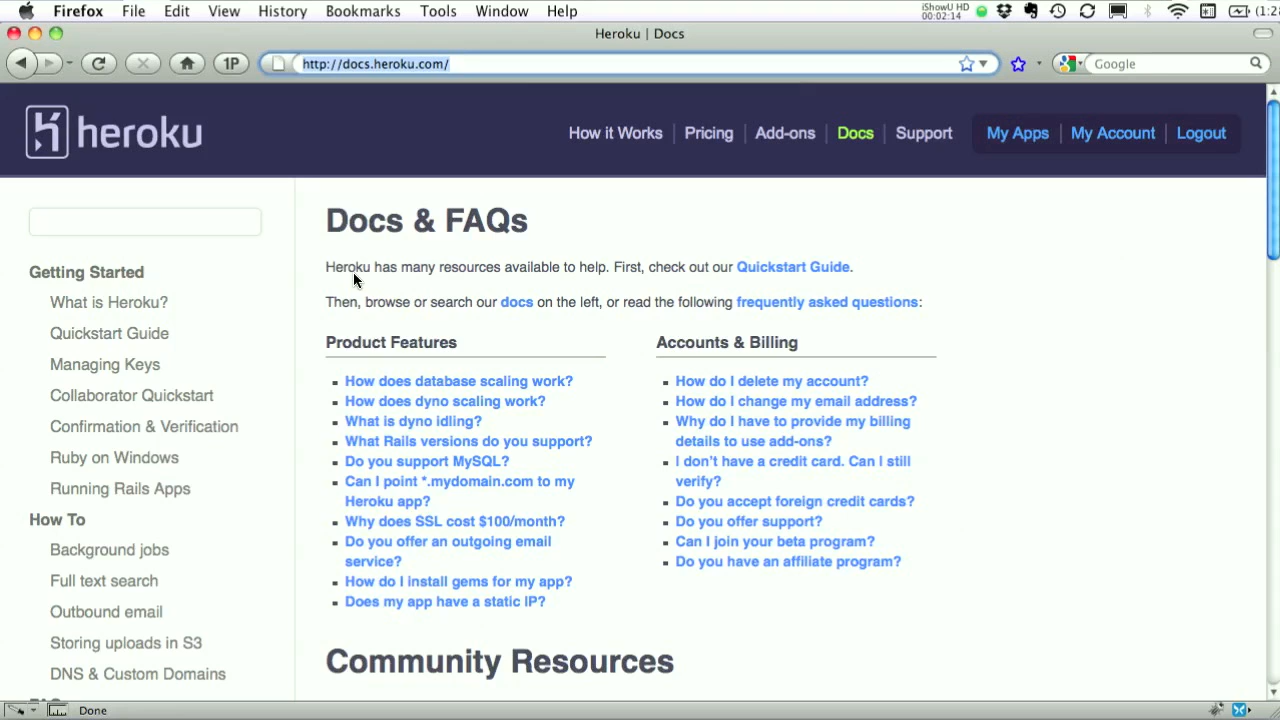 Firefox File Edit View History Bookmarks Tools Window Help
iShowU HD
00:02:14
Heroku | Docs
1P
http://docs.heroku.com/
Google
heroku
How it Works
Pricing
Add-ons
Docs
Support
My Apps
My Account
Logout
Getting Started
What is Heroku?
Quickstart Guide
Managing Keys
Collaborator Quickstart
Confirmation & Verification
Ruby on Windows
Running Rails Apps
How To
Background jobs
Full text search
Outbound email
Storing uploads in S3
DNS & Custom Domains
Docs & FAQs
Heroku has many resources available to help. First, check out our Quickstart Guide.
Then, browse or search our docs on the left, or read the following frequently asked questions:
Product Features
How does database scaling work?
How does dyno scaling work?
What is dyno idling?
What Rails versions do you support?
Do you support MySQL?
Can I point *.mydomain.com to my
Heroku app?
Why does SSL cost $100/month?
Do you offer an outgoing email
service?
How do I install gems for my app?
Does my app have a static IP?
Accounts & Billing
How do I delete my account?
How do I change my email address?
Why do I have to provide my billing
details to use add-ons?
I don't have a credit card. Can I still
verify?
Do you accept foreign credit cards?
Do you offer support?
Can I join your beta program?
Do you have an affiliate program?
Community Resources
Done